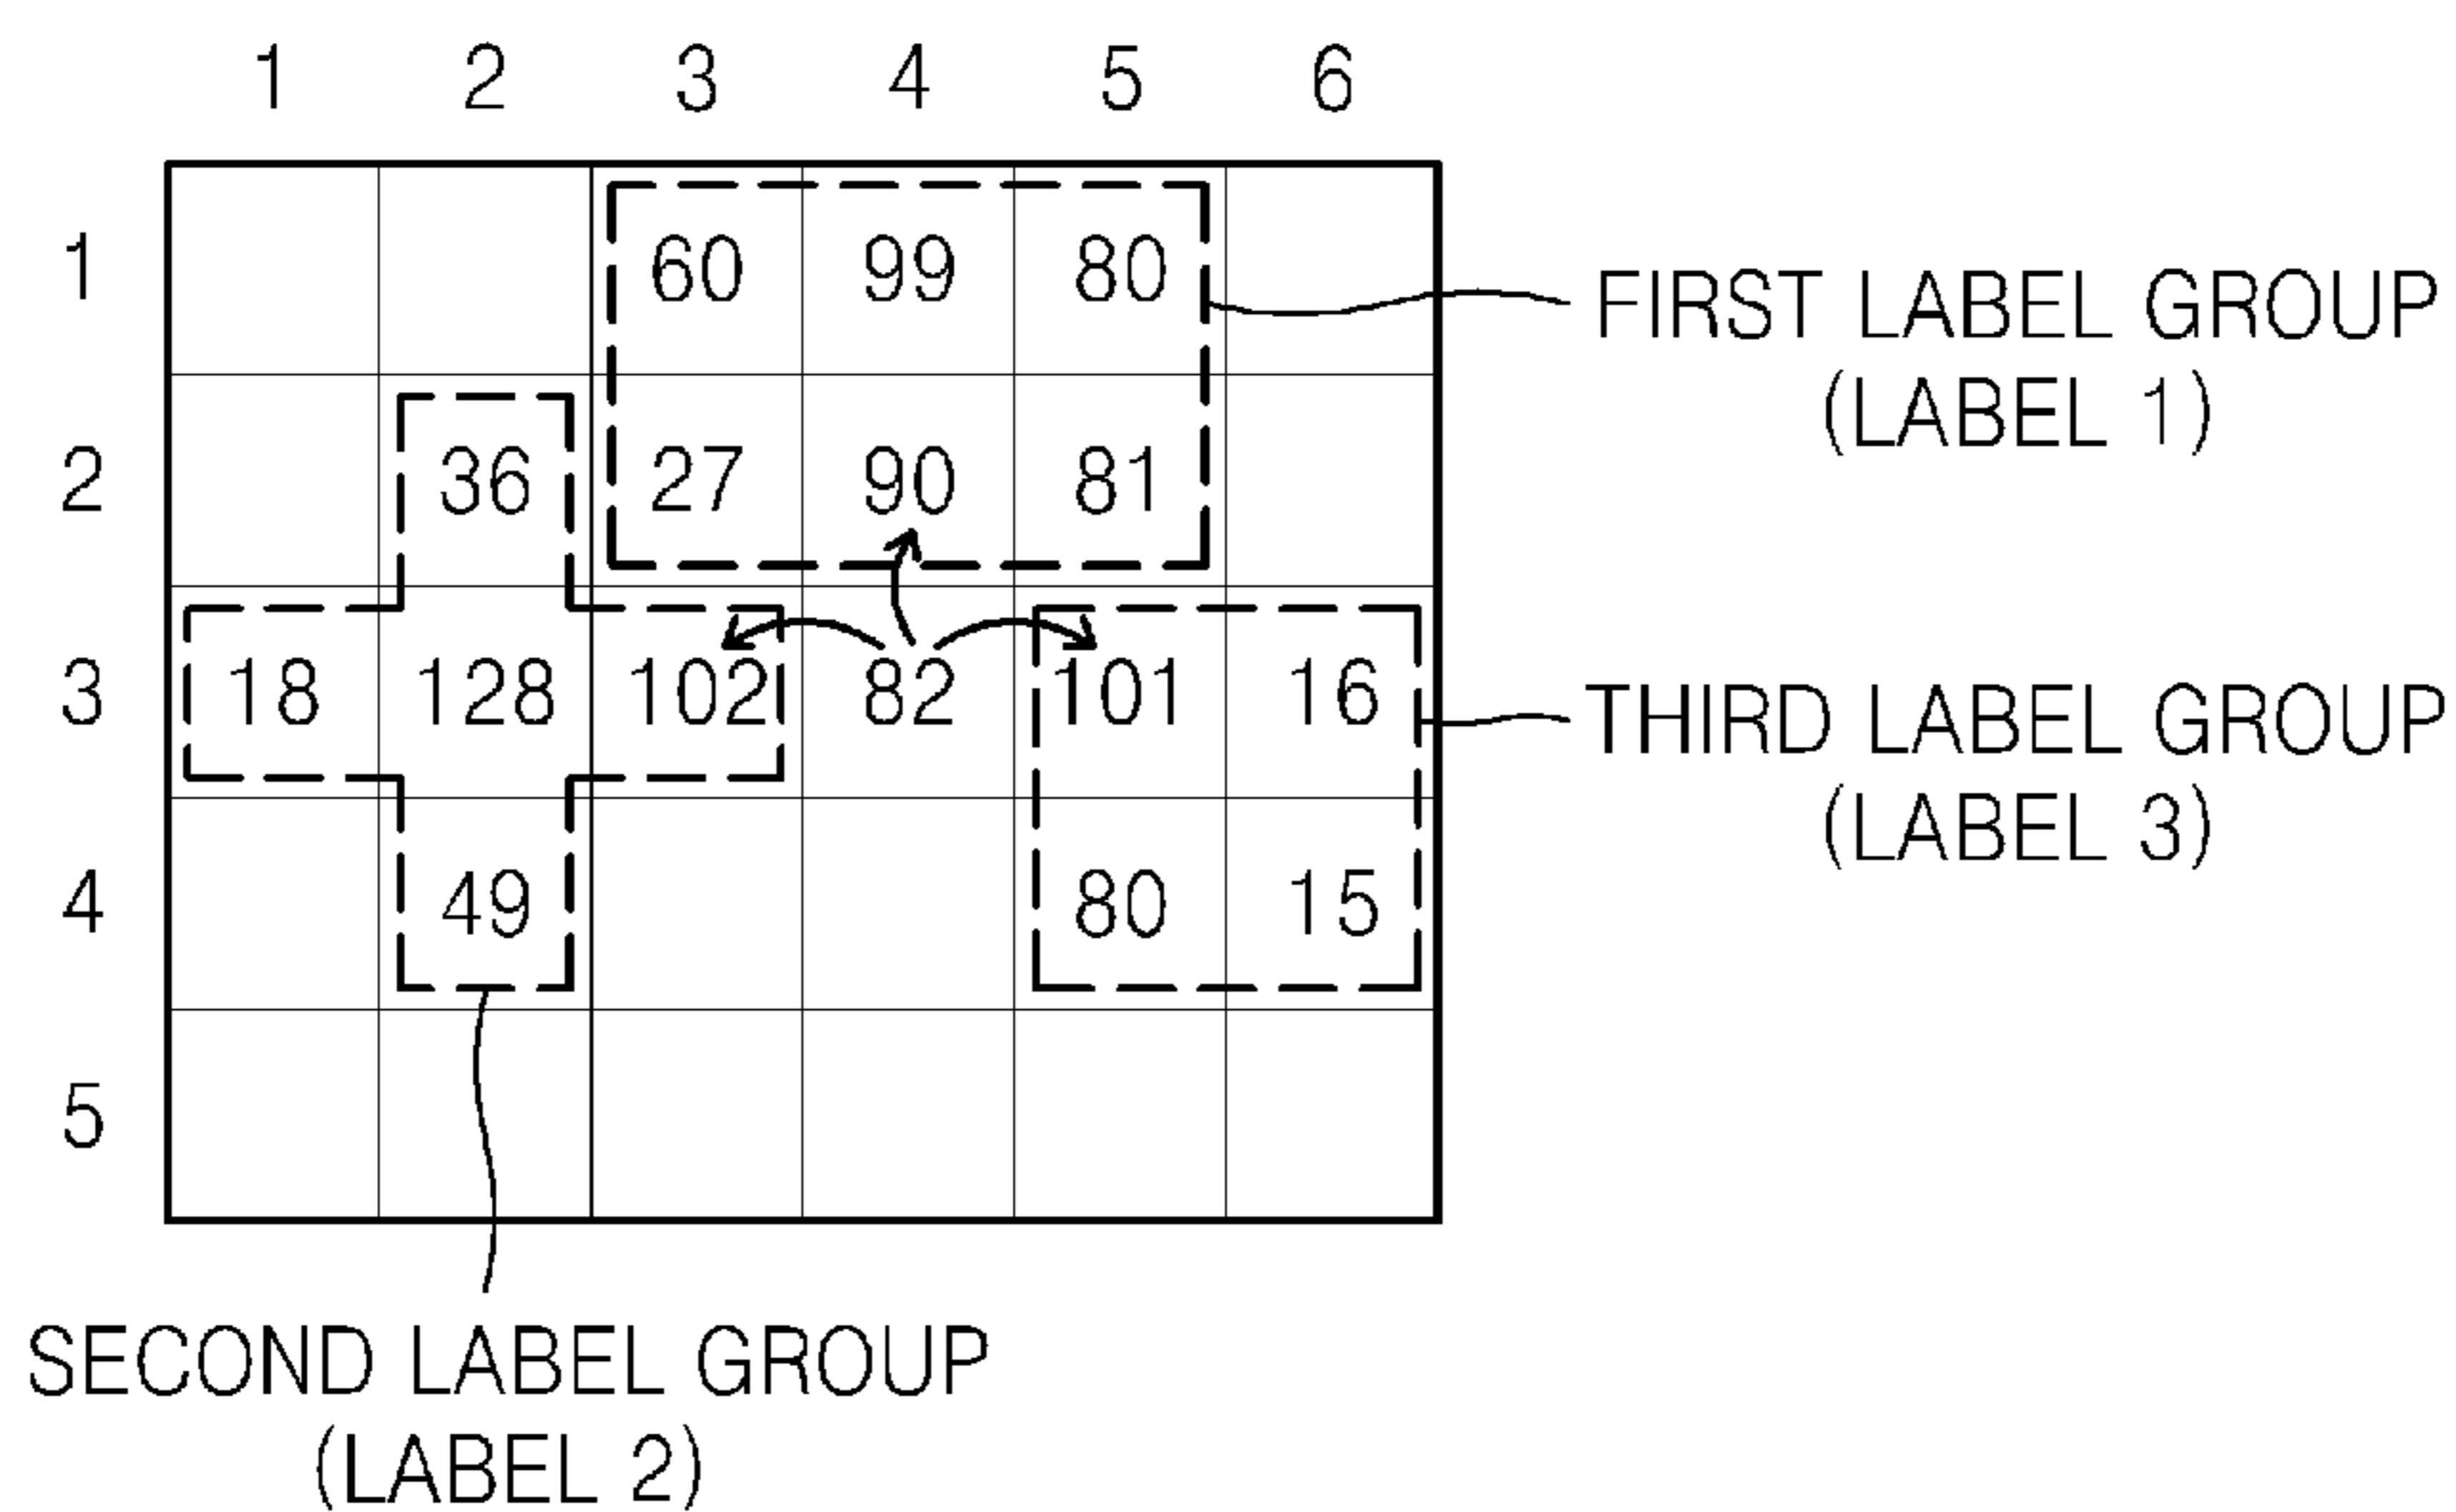 1 2 3 4 5 6
1 60 99 80
FIRST LABEL GROUP
(LABEL 1)
2 36 27 90 81
3 18 128 102 82 101 16
THIRD LABEL GROUP
(LABEL 3)
4 49 80 15
5
SECOND LABEL GROUP
(LABEL 2)